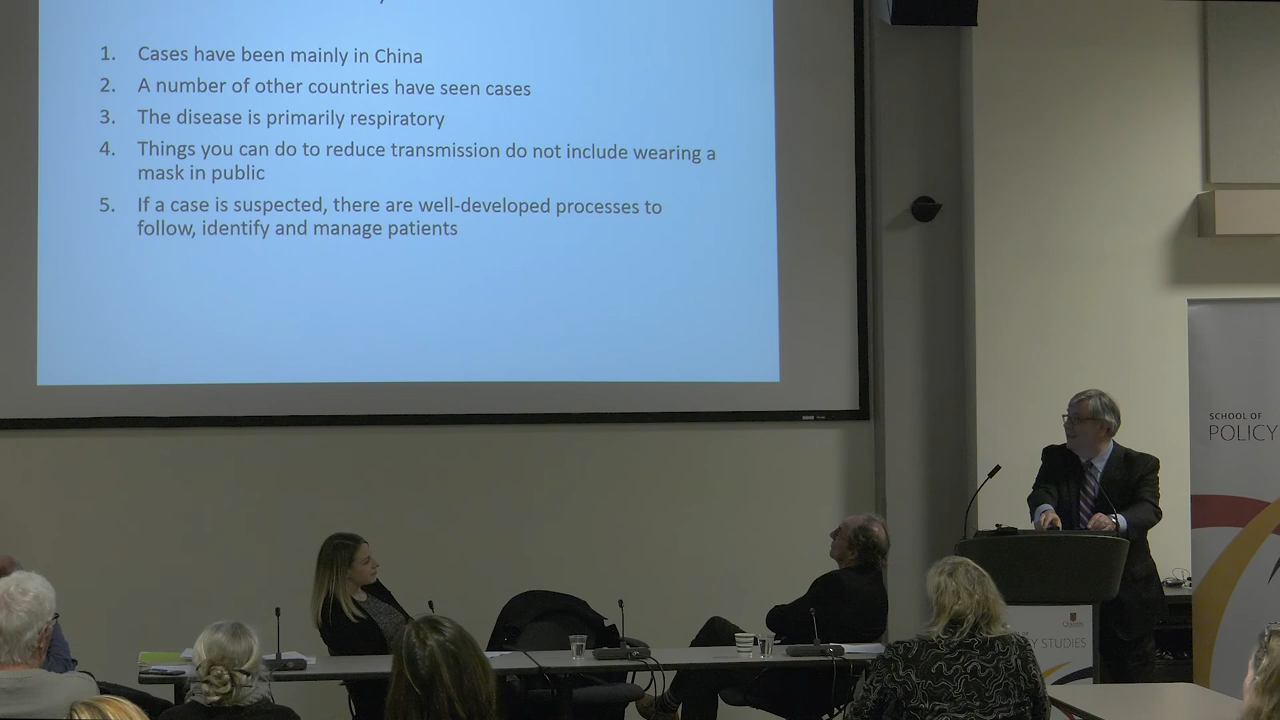 1. Cases have been mainly in China
2. A number of other countries have seen cases
3. The disease is primarily respiratory
4. Things you can do to reduce transmission do not include wearing a
mask in public
5. If a case is suspected, there are well-developed processes to
follow, identify and manage patients
SCHOOL OF
POLICY
Y STUDIES